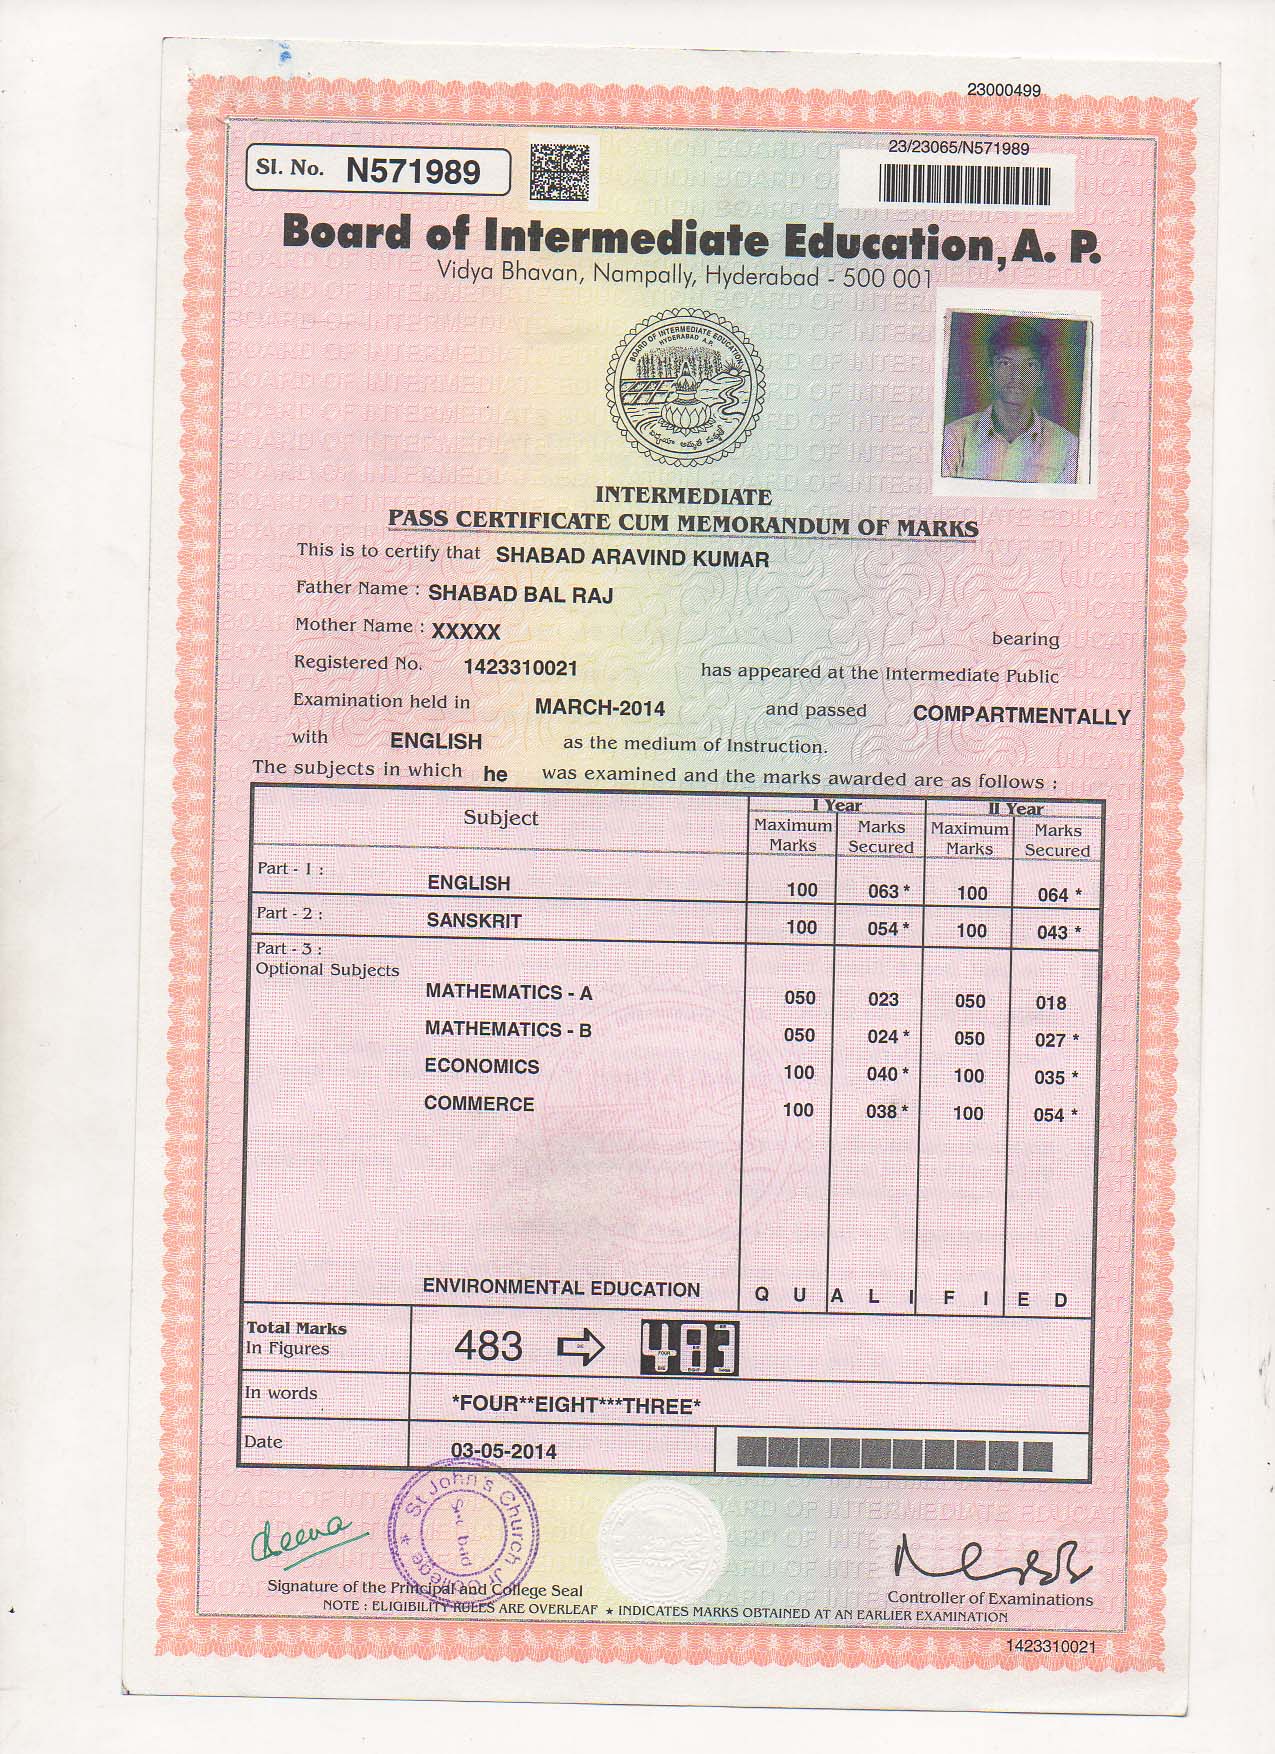 23000499
Sl. No. N571989
23/23065/N571989
Board of Intermediate Education, A. P.
Vidya Bhavan, Nampally, Hyderabad - 500 001
BOARD OF INTERMEDIATE EDUCATION
HYDERABAD A.P.
INTERMEDIATE
PASS CERTIFICATE CUM MEMORANDUM OF MARKS
This is to certify that SHABAD ARAVIND KUMAR
Father Name : SHABAD BAL RAJ
Mother Name : XXXXX bearing
Registered No. 1423310021 has appeared at the Intermediate Public
Examination held in MARCH-2014 and passed COMPARTMENTALLY
with ENGLISH as the medium of Instruction.
The subjects in which he was examined and the marks awarded are as follows :
Subject I Year II Year
Maximum Marks Marks Secured Maximum Marks Marks Secured
Part - 1 :
ENGLISH 100 063 * 100 064 *
Part - 2 :
SANSKRIT 100 054 * 100 043 *
Part - 3 :
Optional Subjects
MATHEMATICS - A 050 023 050 018
MATHEMATICS - B 050 024 * 050 027 *
ECONOMICS 100 040 * 100 035 *
COMMERCE 100 038 * 100 054 *
ENVIRONMENTAL EDUCATION Q U A L I F I E D
Total Marks
In Figures 483 483
In words *FOUR**EIGHT***THREE*
Date 03-05-2014
St John's Church Jr College
Signature of the Principal and College Seal
Controller of Examinations
NOTE : ELIGIBILITY RULES ARE OVERLEAF ★ INDICATES MARKS OBTAINED AT AN EARLIER EXAMINATION
1423310021